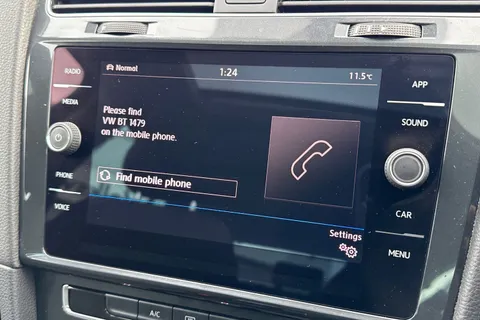 RADIO
MEDIA
PHONE
VOICE
Normal 1:24 11.5°C
Please find
VW BT 1479
on the mobile phone.
Find mobile phone
Settings
APP
SOUND
CAR
MENU
A/C